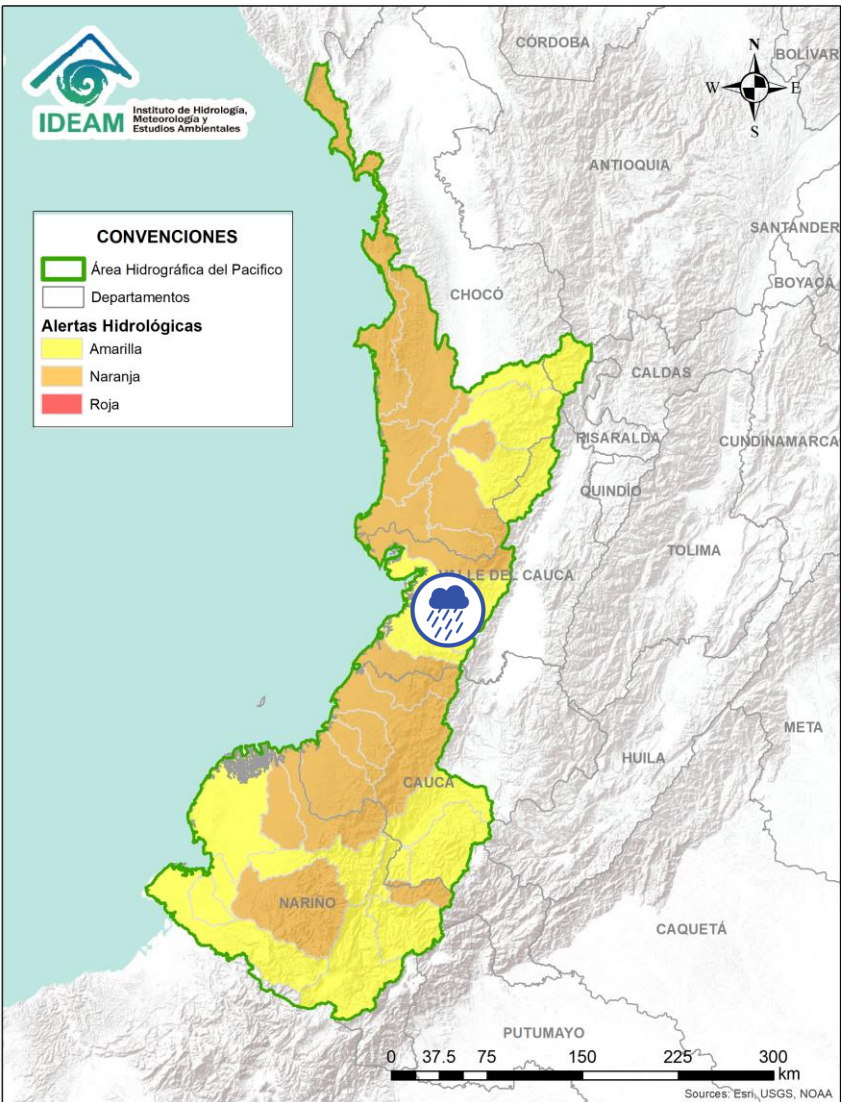 IDEAM
Instituto de Hidrología,
Meteorología y
Estudios Ambientales
N
W
E
S
CÓRDOBA
BOLÍVAR
ANTIOQUIA
SANTANDER
BOYACÁ
CHOCÓ
CALDAS
RISARALDA
CUNDINAMARCA
QUINDÍO
TOLIMA
VALLE DEL CAUCA
META
HUILA
CAUCA
NARIÑO
CAQUETÁ
PUTUMAYO
CONVENCIONES
Área Hidrográfica del Pacifico
Departamentos
Alertas Hidrológicas
Amarilla
Naranja
Roja
0 37.5 75 150 225 300
km
Sources: Esri, USGS, NOAA